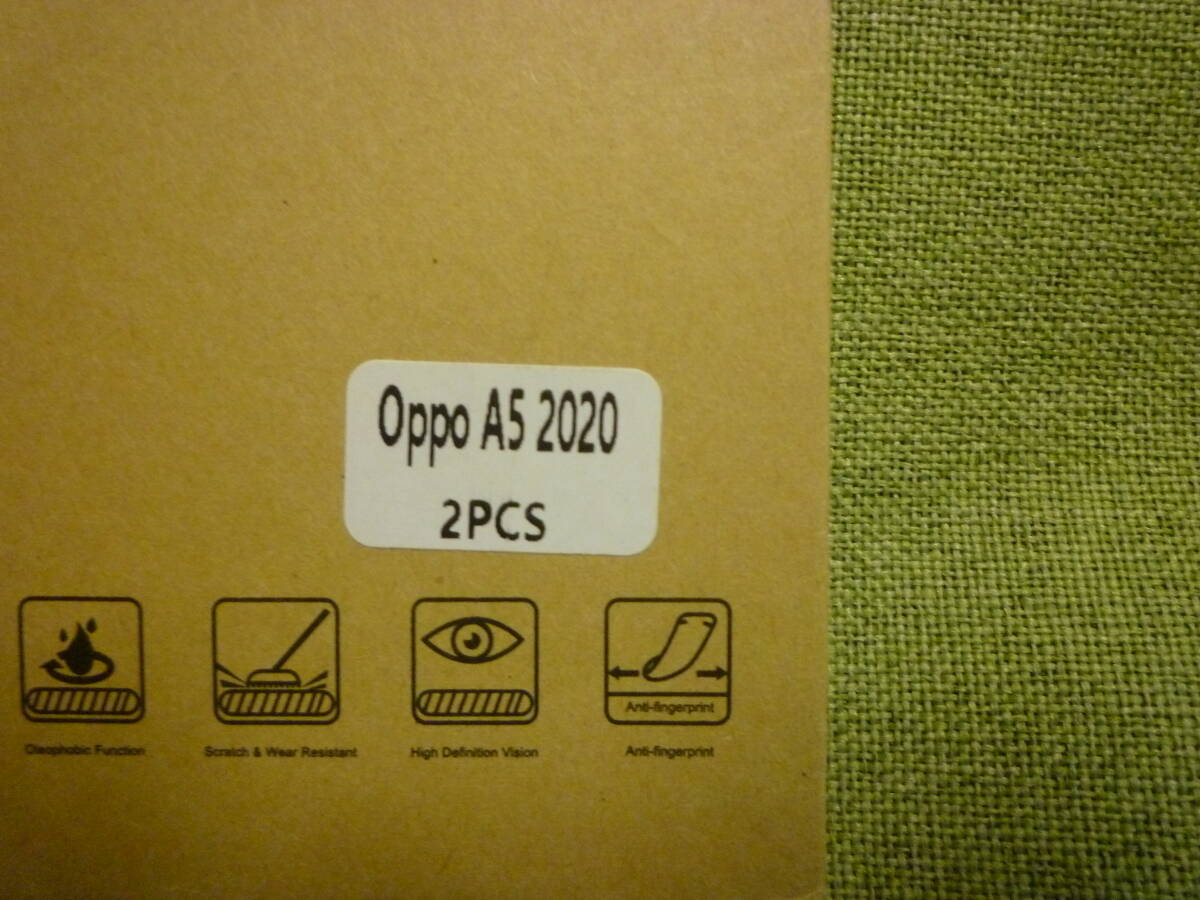 Oppo A5 2020
2PCS
Anti-fingerprint
Oleophobic Function
Scratch & Wear Resistant
High Definition Vision
Anti-fingerprint